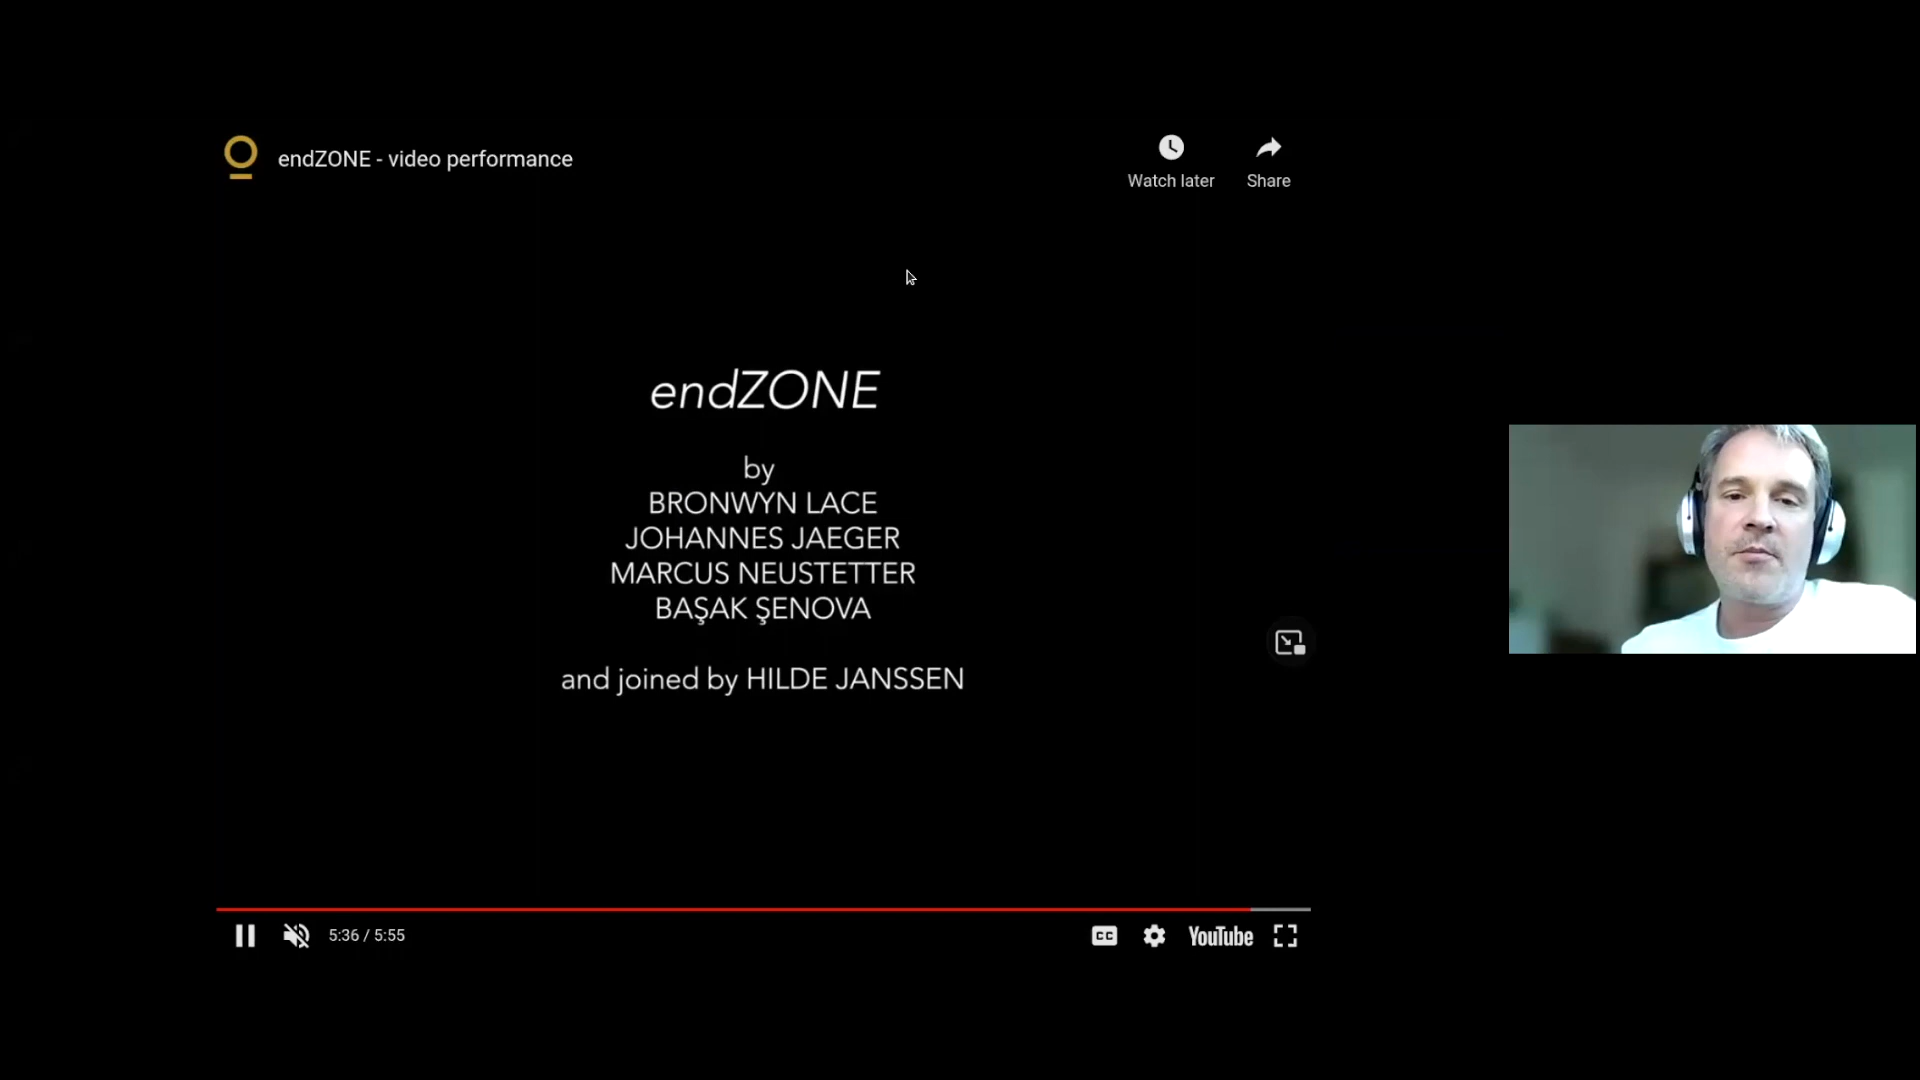 endZONE - video performance
Watch later
Share
endZONE
by
BRONWYN LACE
JOHANNES JAEGER
MARCUS NEUSTETTER
BAŞAK ŞENOVA
and joined by HILDE JANSSEN
5:36 / 5:55
CC
YouTube